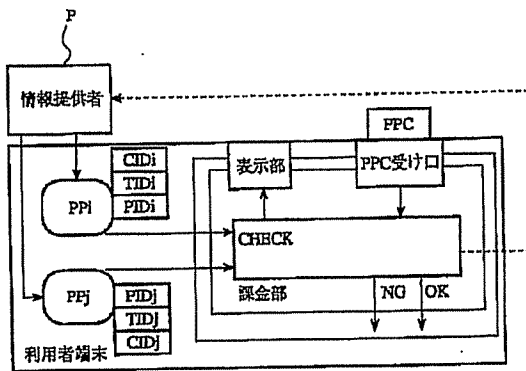 P
情報提供者
PPC
CIDi
TIDi
PIDi
表示部
PPC受け口
PPi
CHECK
PPj
PIDj
TIDj
CIDj
課金部
NG
OK
利用者端末